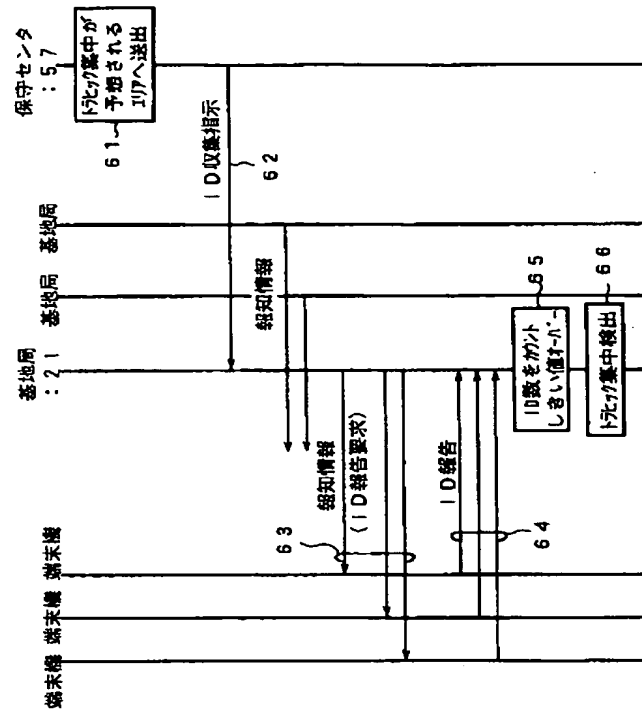 保守センタ
：57
トラヒック集中が
予想される
エリアへ送出
61
ID収集指示
62
基地局
基地局
基地局
：21
報知情報
報知情報
（ID報告要求）
63
ID報告
64
ID数をカウント
しきい値オーバー
65
トラヒック集中検出
66
端末機
端末機
端末機